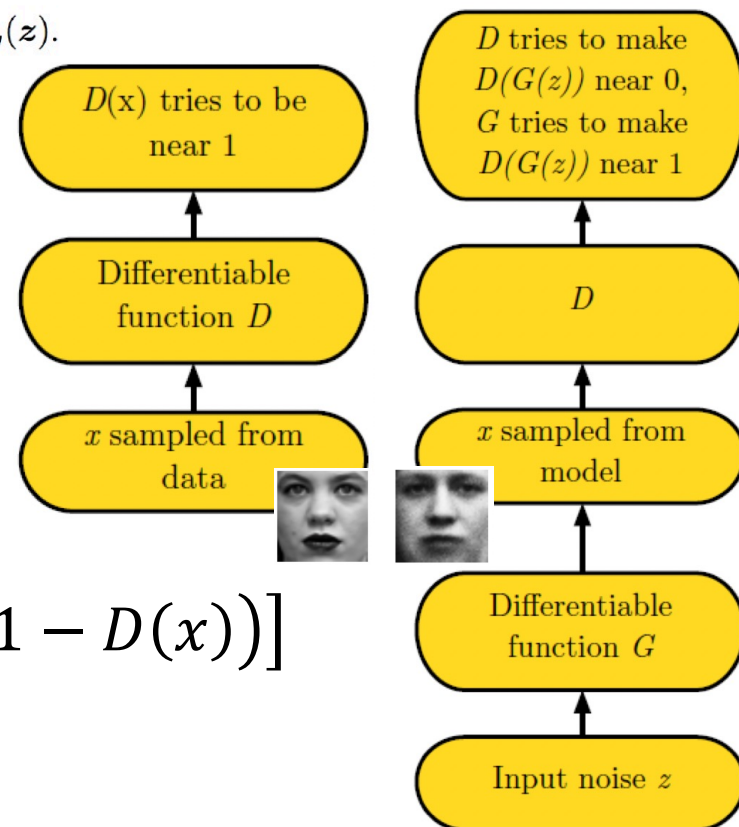 (z).
D(x) tries to be
near 1
Differentiable
function D
x sampled from
data
1 − D(x))]
D tries to make
D(G(z)) near 0,
G tries to make
D(G(z)) near 1
D
x sampled from
model
Differentiable
function G
Input noise z